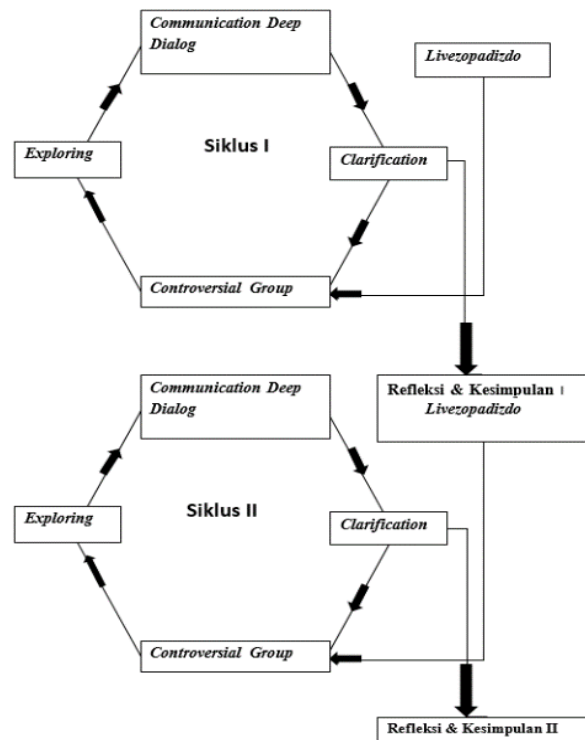 Communication Deep
Dialog
Livezopadizdo
Exploring
Siklus I
Clarification
Controversial Group
Communication Deep
Dialog
Refleksi & Kesimpulan I
Livezopadizdo
Exploring
Siklus II
Clarification
Controversial Group
Refleksi & Kesimpulan II